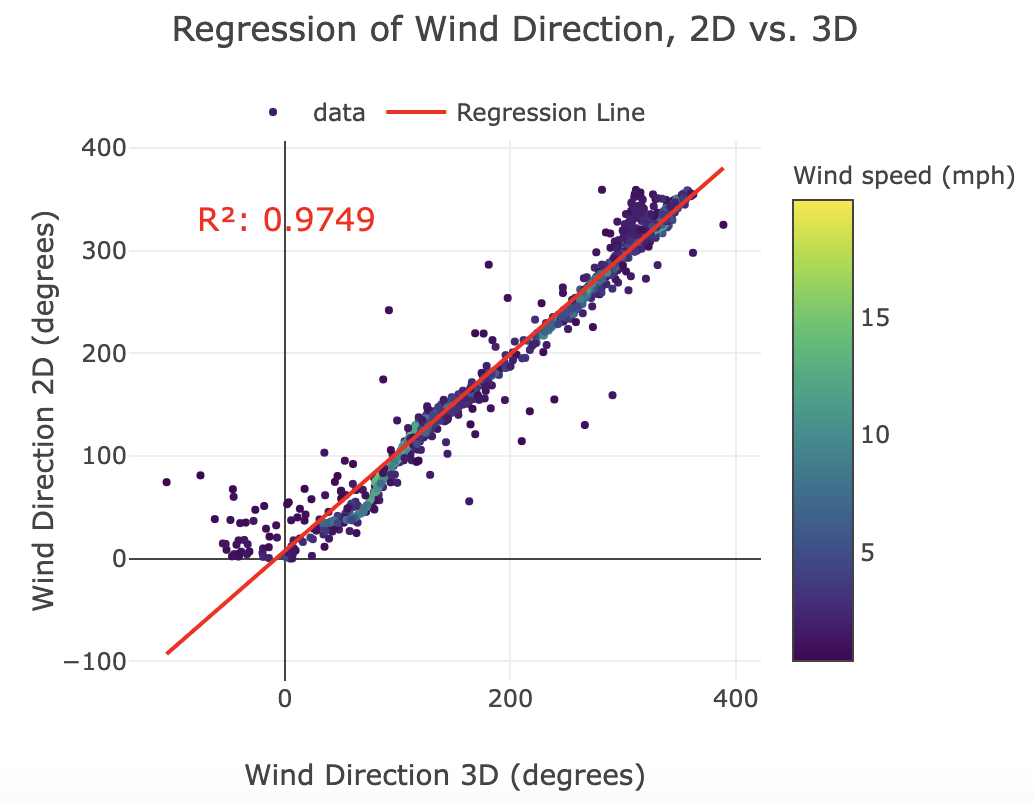 Regression of Wind Direction, 2D vs. 3D
data
Regression Line
Wind speed (mph)
R²: 0.9749
Wind Direction 2D (degrees)
400
300
200
100
0
−100
0
200
400
Wind Direction 3D (degrees)
15
10
5